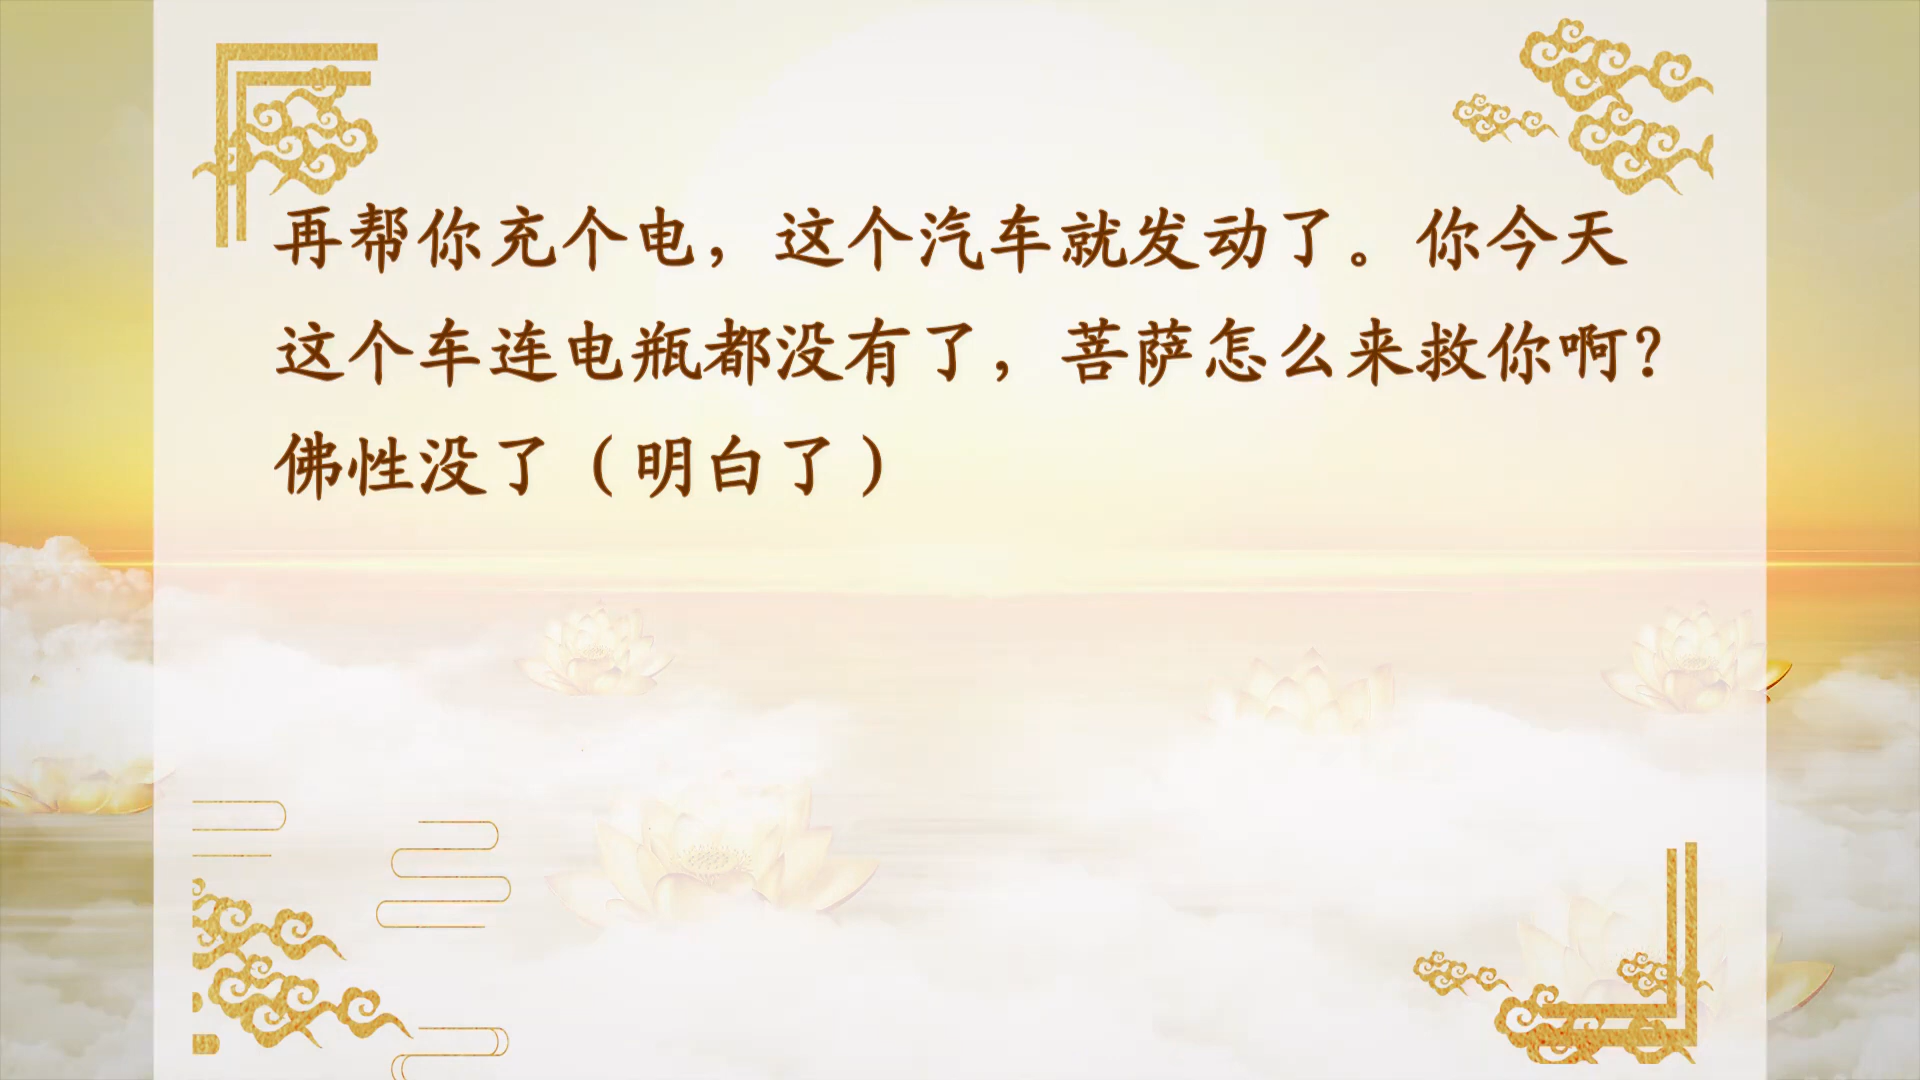 再帮你充个电，这个汽车就发动了。你今天
这个车连电瓶都没有了，菩萨怎么来救你啊？
佛性没了（明白了）